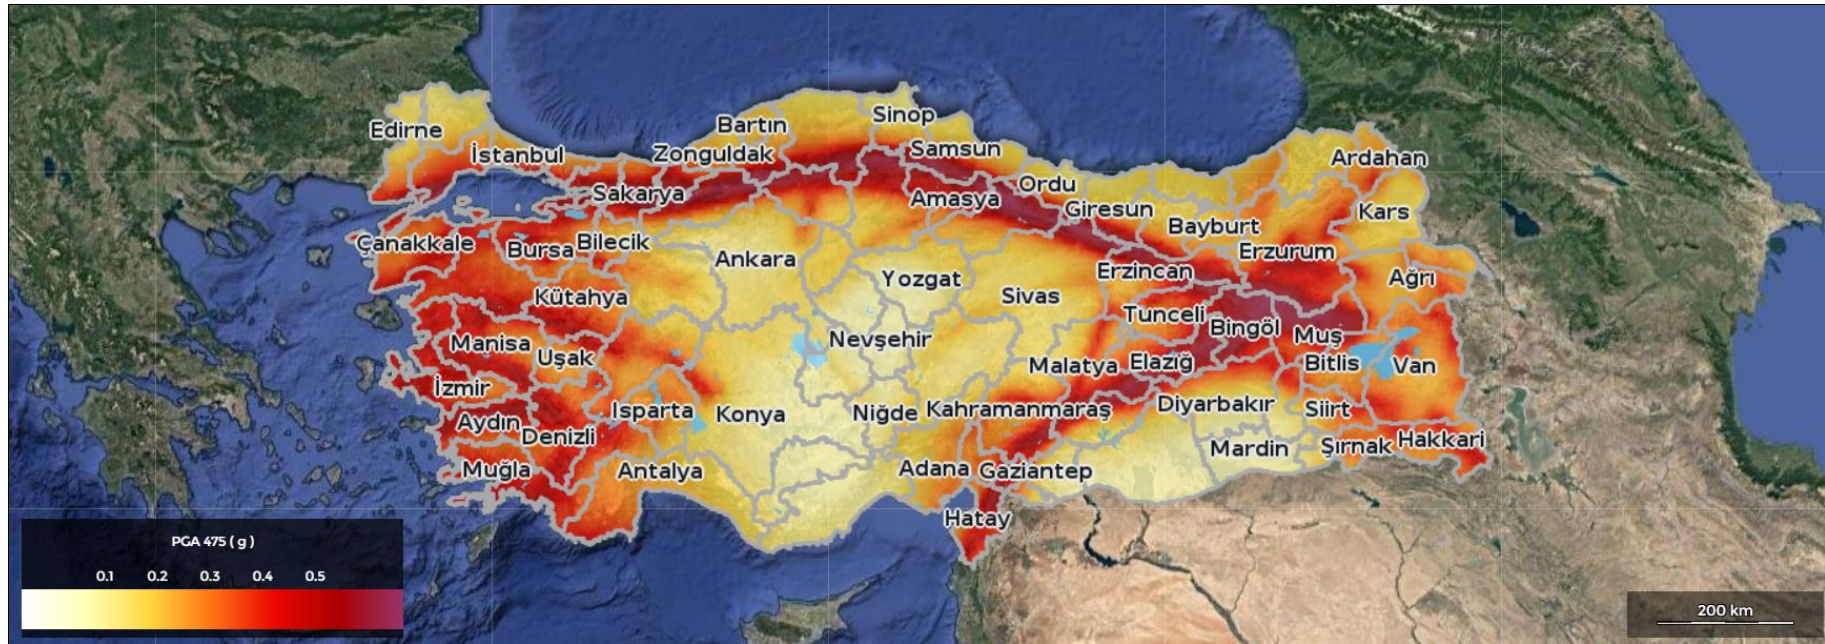 Sinop
Bartın
Edirne
Samsun
İstanbul
Zonguldak
Ardahan
Ordu
Sakarya
Amasya
Giresun
Kars
Bayburt
Çanakkale
Bursa
Bilecik
Erzurum
Ankara
Erzincan
Yozgat
Ağrı
Kütahya
Sivas
Tunceli
Bingöl
Muş
Nevşehir
Manisa
Uşak
Malatya
Elazığ
Bitlis
Van
İzmir
Diyarbakır
Isparta
Konya
Niğde
Kahramanmaraş
Siirt
Aydın
Denizli
Hakkari
Mardin
Şırnak
Muğla
Antalya
Adana
Gaziantep
Hatay
PGA 475 ( g )
0.1 0.2 0.3 0.4 0.5
200 km